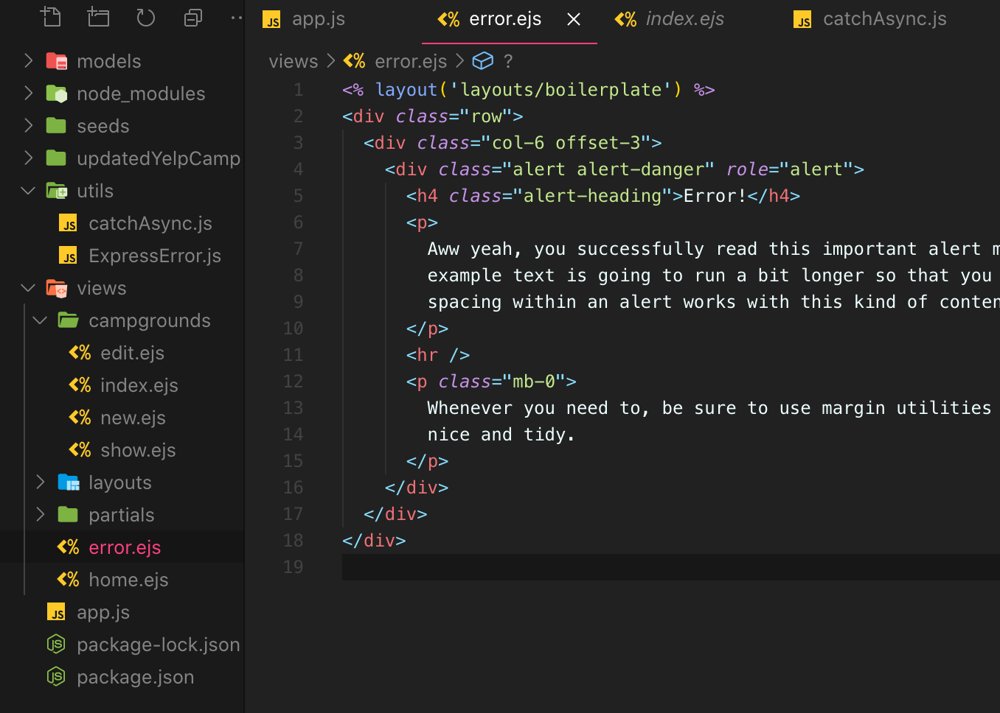 models
node_modules
seeds
updatedYelpCamp
utils
JS catchAsync.js
JS ExpressError.js
views
campgrounds
<% edit.ejs
<% index.ejs
<% new.ejs
<% show.ejs
layouts
partials
<% error.ejs
<% home.ejs
JS app.js
JS package-lock.json
JS package.json
JS app.js <% error.ejs <% index.ejs JS catchAsync.js
views > <% error.ejs > ?
1 <% layout('layouts/boilerplate') %>
2 <div class="row">
3 <div class="col-6 offset-3">
4 <div class="alert alert-danger" role="alert">
5 <h4 class="alert-heading">Error!</h4>
6 <p>
7 Aww yeah, you successfully read this important alert m
8 example text is going to run a bit longer so that you
9 spacing within an alert works with this kind of conten
10 </p>
11 <hr />
12 <p class="mb-0">
13 Whenever you need to, be sure to use margin utilities
14 nice and tidy.
15 </p>
16 </div>
17 </div>
18 </div>
19